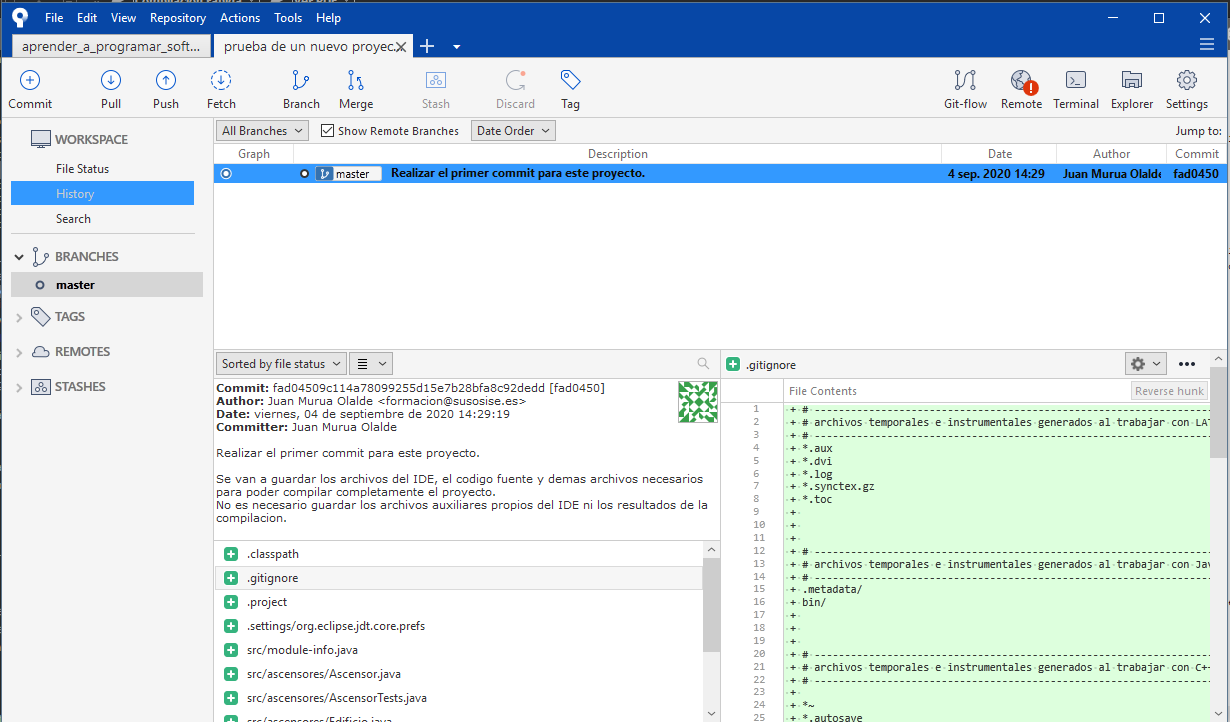 File Edit View Repository Actions Tools Help
aprender_a_programar_soft... prueba de un nuevo proyec
Commit Pull Push Fetch Branch Merge Stash Discard Tag Git-flow Remote Terminal Explorer Settings
WORKSPACE
File Status
History
Search
BRANCHES
master
TAGS
REMOTES
STASHES
All Branches Show Remote Branches Date Order Jump to:
Graph Description Date Author Commit
master Realizar el primer commit para este proyecto. 4 sep. 2020 14:29 Juan Murua Olalde fad0450
Sorted by file status
Commit: fad04509c114a78099255d15e7b28bfa8c92dedd [fad0450]
Author: Juan Murua Olalde <formacion@susosise.es>
Date: viernes, 04 de septiembre de 2020 14:29:19
Committer: Juan Murua Olalde
Realizar el primer commit para este proyecto.
Se van a guardar los archivos del IDE, el codigo fuente y demas archivos necesarios
para poder compilar completamente el proyecto.
No es necesario guardar los archivos auxiliares propios del IDE ni los resultados de la
compilacion.
.classpath
.gitignore
.project
.settings/org.eclipse.jdt.core.prefs
src/module-info.java
src/ascensores/Ascensor.java
src/ascensores/AscensorTests.java
src/ascensores/Edificio.java
.gitignore
File Contents Reverse hunk
1 + # --------------------------------------------------------
2 + # archivos temporales e instrumentales generados al trabajar con LAT
3 + # --------------------------------------------------------
4 + *.aux
5 + *.dvi
6 + *.log
7 + *.synctex.gz
8 + *.toc
9 +
10 +
11 +
12 + # --------------------------------------------------------
13 + # archivos temporales e instrumentales generados al trabajar con Jav
14 + # --------------------------------------------------------
15 + .metadata/
16 + bin/
17 +
18 +
19 +
20 + # --------------------------------------------------------
21 + # archivos temporales e instrumentales generados al trabajar con C++
22 + # --------------------------------------------------------
23 +
24 + *~
25 + *.autosave